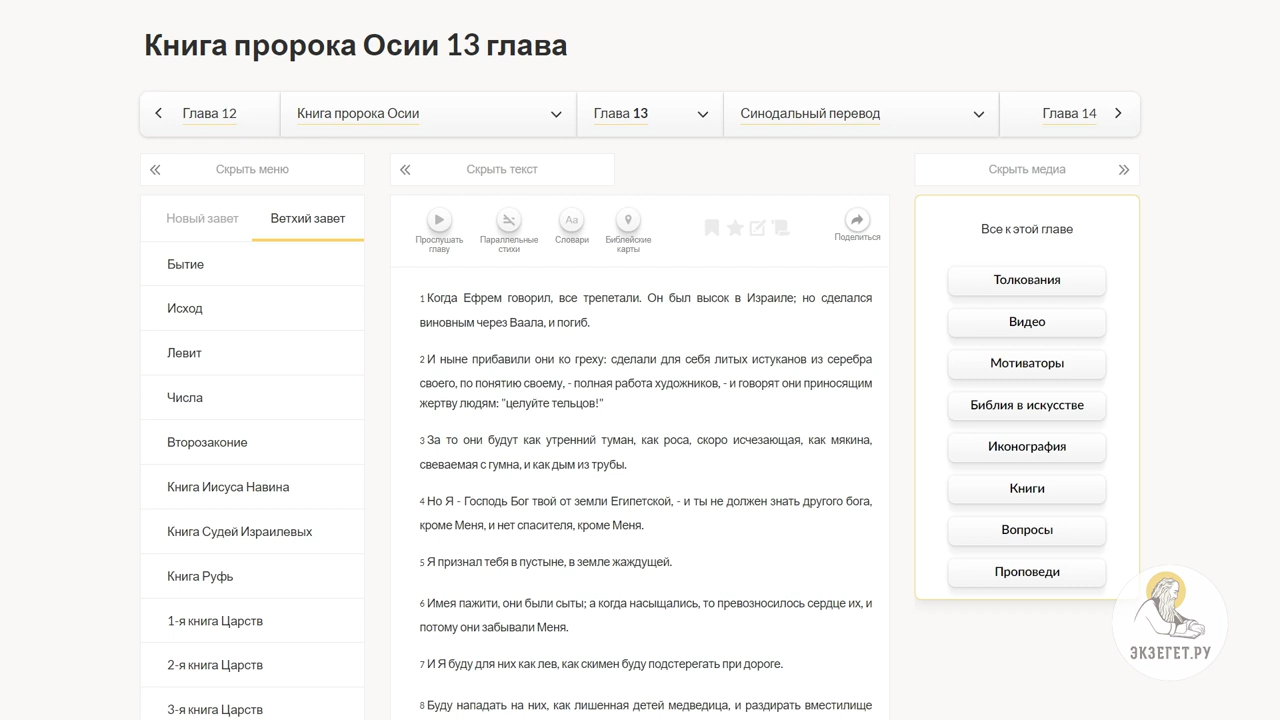 Книга пророка Осии 13 глава
Глава 12
Книга пророка Осии
Глава 13
Синодальный перевод
Глава 14
Скрыть меню
Скрыть текст
Скрыть медиа
Новый завет
Ветхий завет
Бытие
Исход
Левит
Числа
Второзаконие
Книга Иисуса Навина
Книга Судей Израилевых
Книга Руфь
1-я книга Царств
2-я книга Царств
3-я книга Царств
Прослушать
главу
Параллельные
стихи
Aa
Словари
Библейские
карты
Поделиться
1 Когда Ефрем говорил, все трепетали. Он был высок в Израиле; но сделался
виновным через Ваала, и погиб.
2 И ныне прибавили они ко греху: сделали для себя литых истуканов из серебра
своего, по понятию своему, - полная работа художников, - и говорят они приносящим
жертву людям: "целуйте тельцов!"
3 За то они будут как утренний туман, как роса, скоро исчезающая, как мякина,
свеваемая с гумна, и как дым из трубы.
4 Но Я - Господь Бог твой от земли Египетской, - и ты не должен знать другого бога,
кроме Меня, и нет спасителя, кроме Меня.
5 Я признал тебя в пустыне, в земле жаждущей.
6 Имея пажити, они были сыты; а когда насыщались, то превозносилось сердце их, и
потому они забывали Меня.
7 И Я буду для них как лев, как скимен буду подстерегать при дороге.
8 Буду нападать на них, как лишенная детей медведица, и раздирать вместилище
Все к этой главе
Толкования
Видео
Мотиваторы
Библия в искусстве
Иконография
Книги
Вопросы
Проповеди
ЭКЗЕГЕТ.РУ